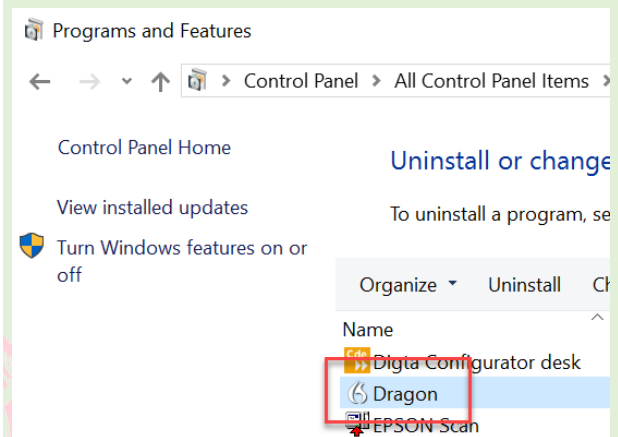 Programs and Features
Control Panel > All Control Panel Items >
Control Panel Home
Uninstall or change
View installed updates
To uninstall a program, se
Turn Windows features on or
off
Organize Uninstall Ch
Name
Digta Configurator desk
Dragon
EPSON Scan